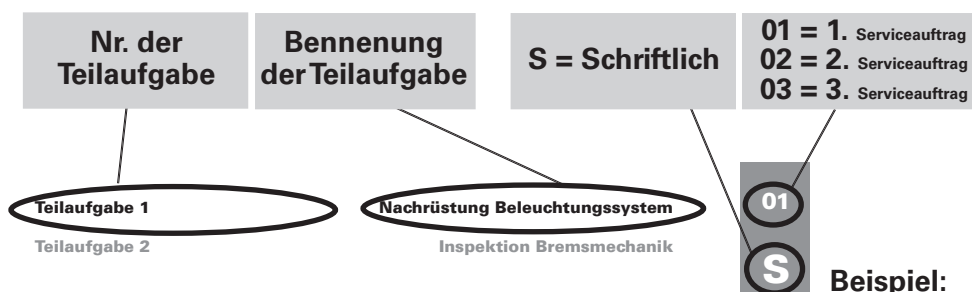 Nr. der
Teilaufgabe
Bennenung
der Teilaufgabe
S = Schriftlich
01 = 1. Serviceauftrag
02 = 2. Serviceauftrag
03 = 3. Serviceauftrag
Teilaufgabe 1
Nachrüstung Beleuchtungssystem
01
Teilaufgabe 2
Inspektion Bremsmechanik
S
Beispiel: